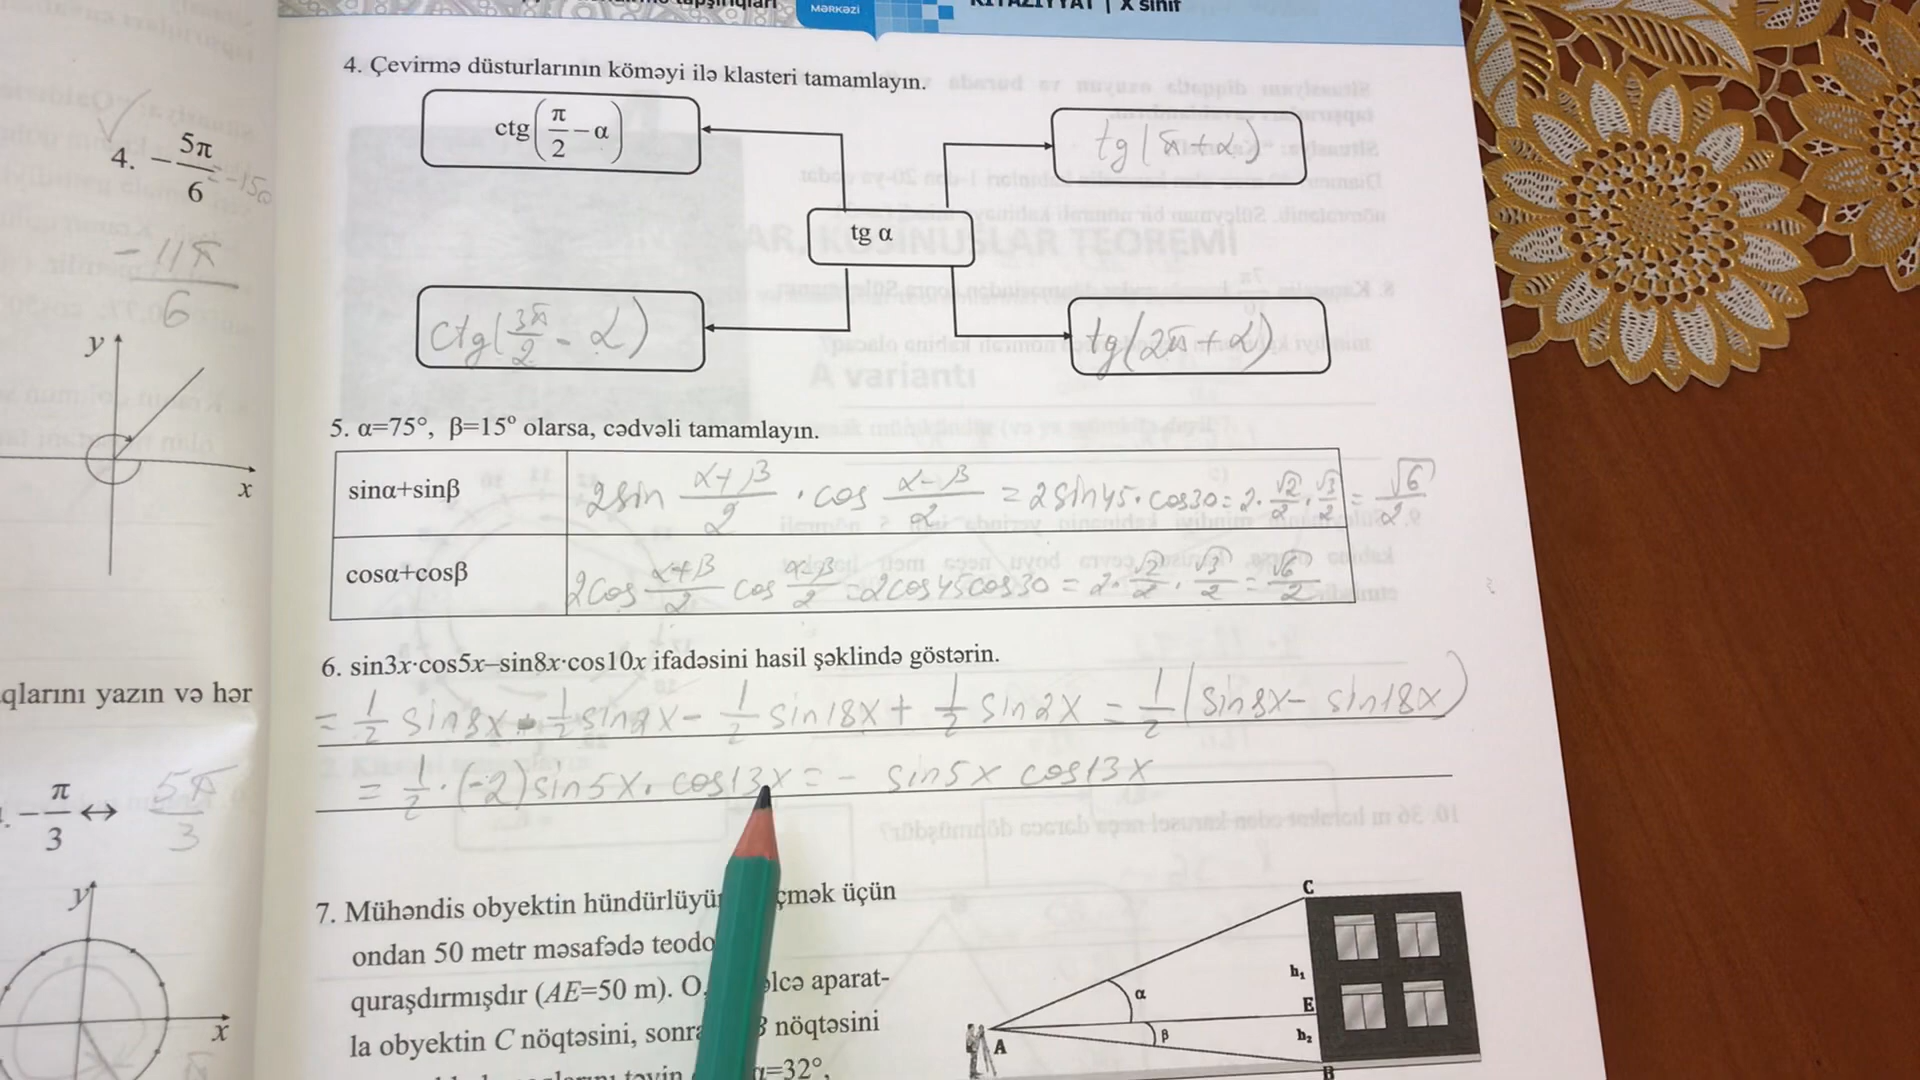 MƏRKƏZİ
X sinif
4. Çevirmə düsturlarının köməyi ilə klasteri tamamlayın.
ctg(π/2 − α)
tg(π+α)
tg α
ctg(3π/2 − α)
tg(2π+α)
5. α=75°, β=15° olarsa, cədvəli tamamlayın.
sinα+sinβ
2sin (α+β)/2 · cos (α−β)/2 = 2sin45·cos30=2·√2/2·√3/2 = √6/2
cosα+cosβ
2cos (α+β)/2 cos (α−β)/2 =2cos45cos30 = 2·√2/2·√3/2 = √6/2
6. sin3x·cos5x–sin8x·cos10x ifadəsini hasil şəklində göstərin.
= 1/2 sin8x - 1/2 sin2x − 1/2 sin18x + 1/2 sin2x = 1/2 (sin8x− sin18x)
= 1/2 · (-2)sin5x · cos13x = − sin5x cos13x
7. Mühəndis obyektin hündürlüyü çmək üçün
ondan 50 metr məsafədə teodo
quraşdırmışdır (AE=50 m). O, lcə aparat-
la obyektin C nöqtəsini, sonra B nöqtəsini
α=32°,
C
h₁
α
E
h₂
β
A
B
4. −5π/6 = -150
−11π/6
y
x
qlarını yazın və hər
−π/3 ↔ 5π/3
y
x